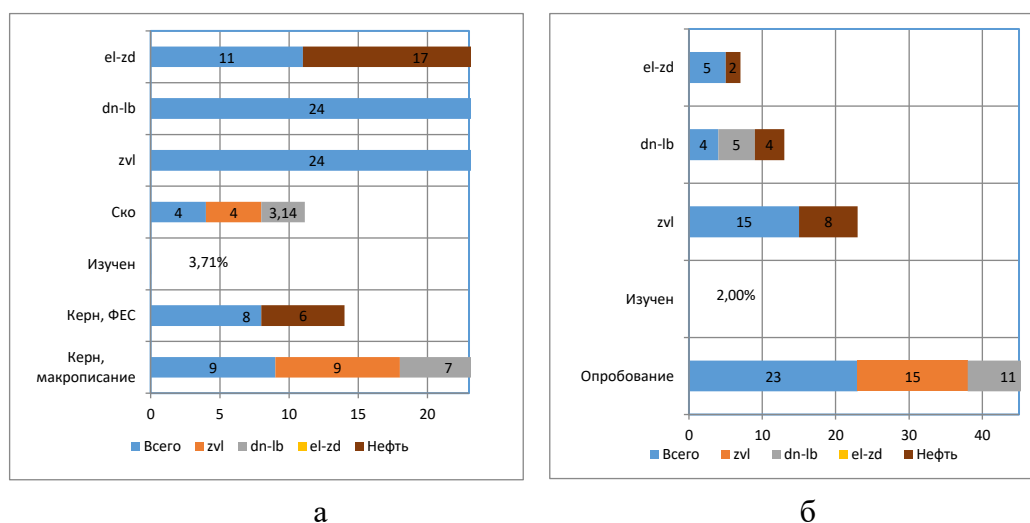 el-zd 11 17
dn-lb 24
zvl 24
Ско 4 4 3,14
Изучен 3,71%
Керн, ФЕС 8 6
Керн,
макрописание 9 9 7
0 5 10 15 20
Всего zvl dn-lb el-zd Нефть
а
el-zd 5 2
dn-lb 4 5 4
zvl 15 8
Изучен 2,00%
Опробование 23 15 11
0 10 20 30 40
Всего zvl dn-lb el-zd Нефть
б